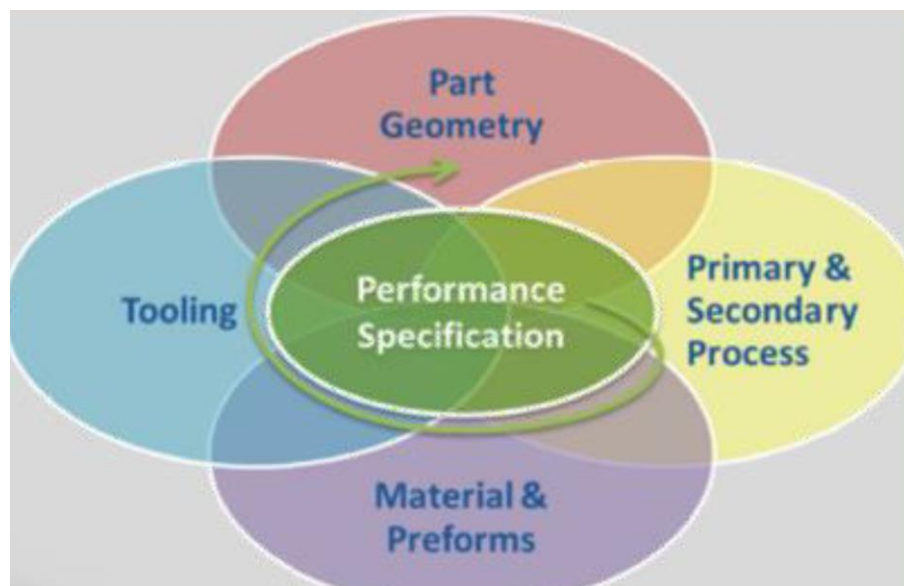 Part
Geometry
Tooling
Performance
Specification
Primary &
Secondary
Process
Material &
Preforms